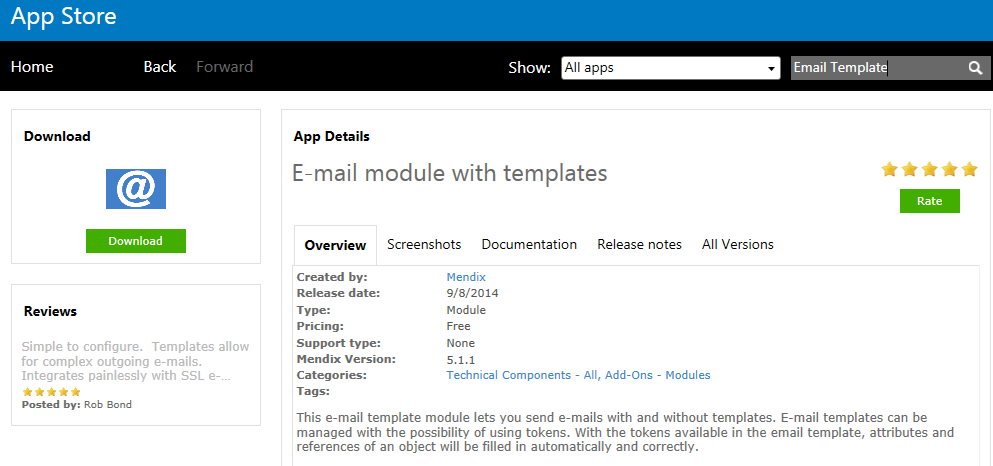 App Store
Home Back Forward Show: All apps Email Template
Download
@
Download
Reviews
Simple to configure. Templates allow
for complex outgoing e-mails.
Integrates painlessly with SSL e-...
Posted by: Rob Bond
App Details
E-mail module with templates
Rate
Overview Screenshots Documentation Release notes All Versions
Created by: Mendix
Release date: 9/8/2014
Type: Module
Pricing: Free
Support type: None
Mendix Version: 5.1.1
Categories: Technical Components - All, Add-Ons - Modules
Tags:
This e-mail template module lets you send e-mails with and without templates. E-mail templates can be
managed with the possibility of using tokens. With the tokens available in the email template, attributes and
references of an object will be filled in automatically and correctly.